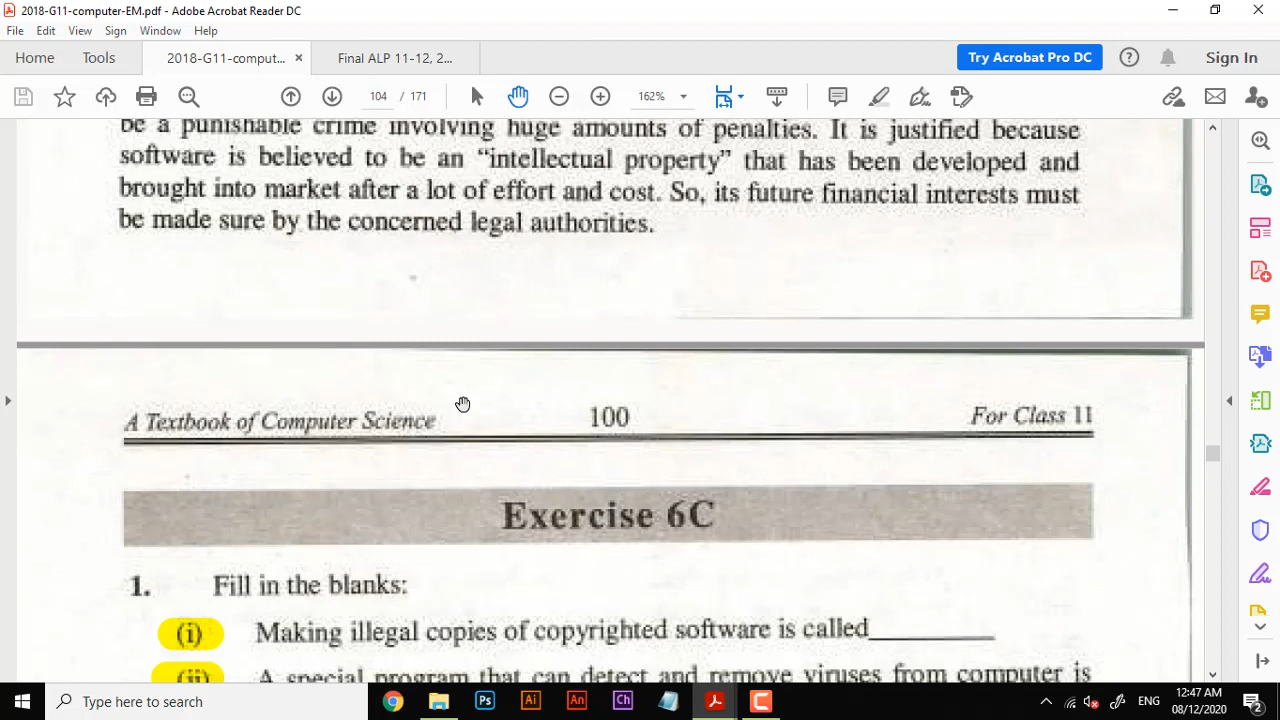 2018-G11-computer-EM.pdf - Adobe Acrobat Reader DC
File Edit View Sign Window Help
Home Tools 2018-G11-comput... × Final ALP 11-12, 2... Try Acrobat Pro DC Sign In
104 / 171 162%
be a punishable crime involving huge amounts of penalties. It is justified because
software is believed to be an “intellectual property” that has been developed and
brought into market after a lot of effort and cost. So, its future financial interests must
be made sure by the concerned legal authorities.
A Textbook of Computer Science 100 For Class 11
Exercise 6C
1. Fill in the blanks:
(i) Making illegal copies of copyrighted software is called__________
(ii) A special program that can detect and remove viruses from computer is
Type here to search Ps Ai An Ch ENG 12:47 AM
08/12/2020 2